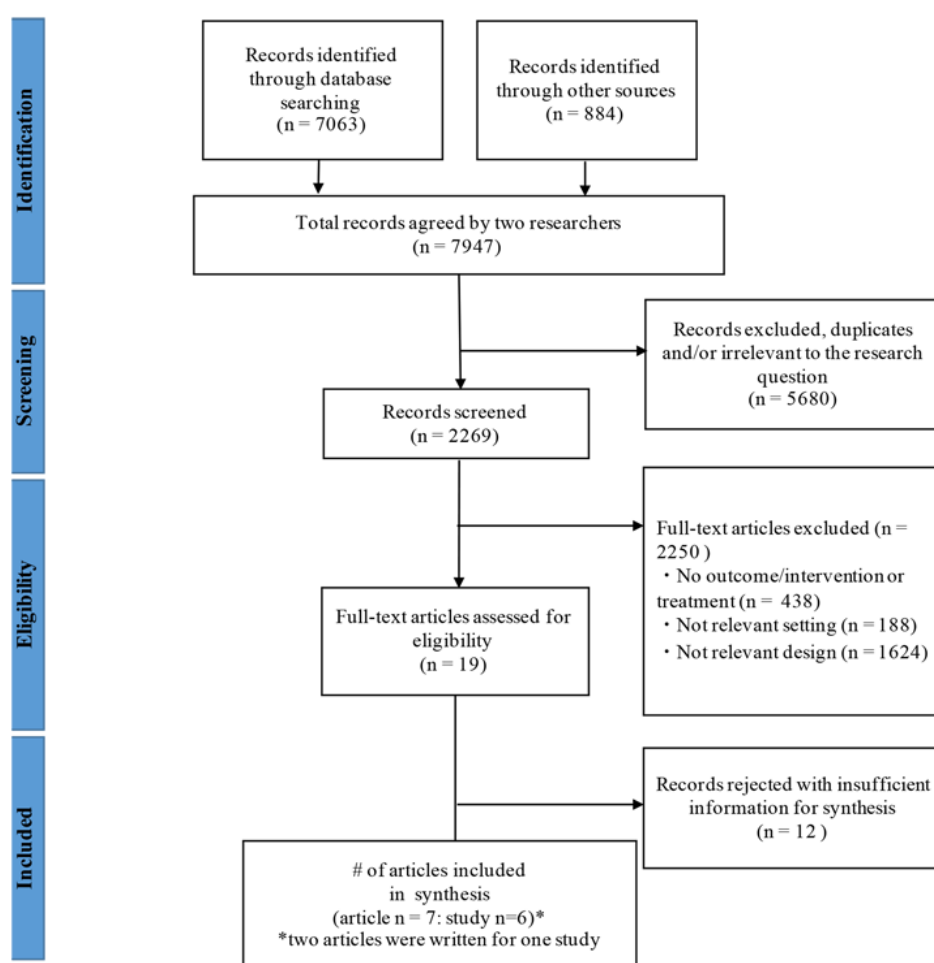 Identification
Records identified
through database
searching
(n = 7063)
Records identified
through other sources
(n = 884)
Total records agreed by two researchers
(n = 7947)
Screening
Records excluded, duplicates
and/or irrelevant to the research
question
(n = 5680)
Records screened
(n = 2269)
Eligibility
Full-text articles excluded (n =
2250 )
・No outcome/intervention or
treatment (n = 438)
・Not relevant setting (n = 188)
・Not relevant design (n = 1624)
Full-text articles assessed for
eligibility
(n = 19)
Included
Records rejected with insufficient
information for synthesis
(n = 12 )
# of articles included
in synthesis
(article n = 7: study n=6)*
*two articles were written for one study